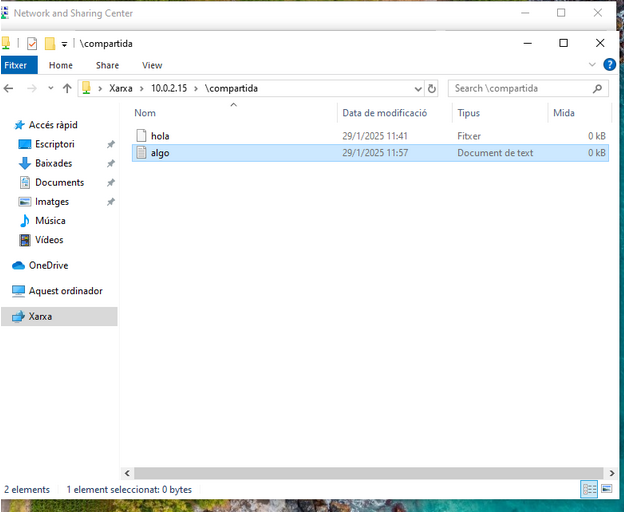 Network and Sharing Center
\compartida
Fitxer Home Share View
Xarxa 10.0.2.15 \compartida Search \compartida
Nom Data de modificació Tipus Mida
hola 29/1/2025 11:41 Fitxer 0 kB
algo 29/1/2025 11:57 Document de text 0 kB
Accés ràpid
Escriptori
Baixades
Documents
Imatges
Música
Vídeos
OneDrive
Aquest ordinador
Xarxa
2 elements 1 element seleccionat: 0 bytes